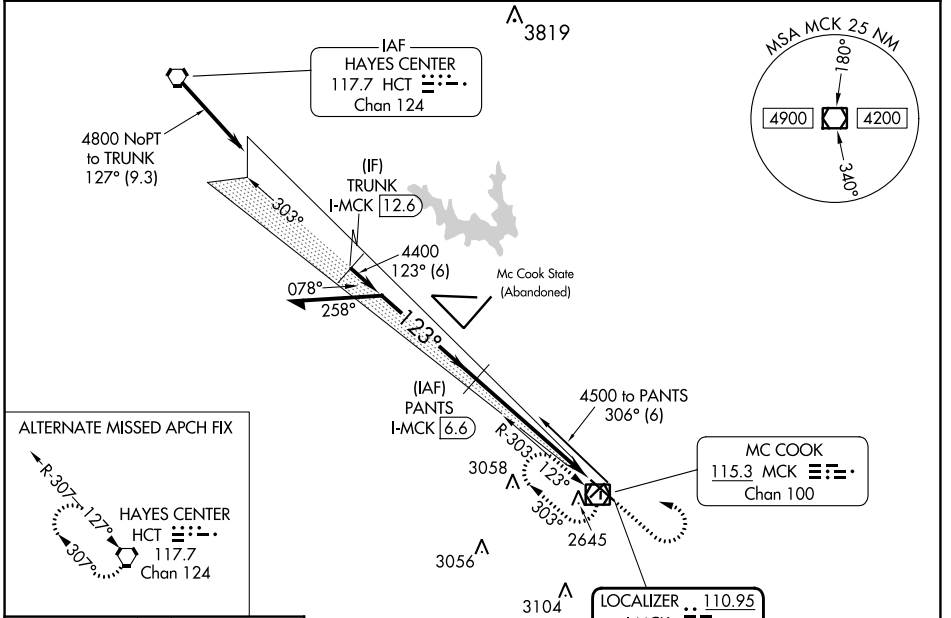 3819
IAF
HAYES CENTER
117.7 HCT
Chan 124
MSA MCK 25 NM
180°
4900
4200
340°
4800 NoPT
to TRUNK
127° (9.3)
303°
(IF)
TRUNK
I-MCK 12.6
4400
123° (6)
Mc Cook State
(Abandoned)
078°
258°
123°
(IAF)
PANTS
I-MCK 6.6
4500 to PANTS
306° (6)
R-303
123°
303°
3058
2645
MC COOK
115.3 MCK
Chan 100
3056
3104
ALTERNATE MISSED APCH FIX
R-307
127°
307°
HAYES CENTER
HCT
117.7
Chan 124
LOCALIZER 110.95